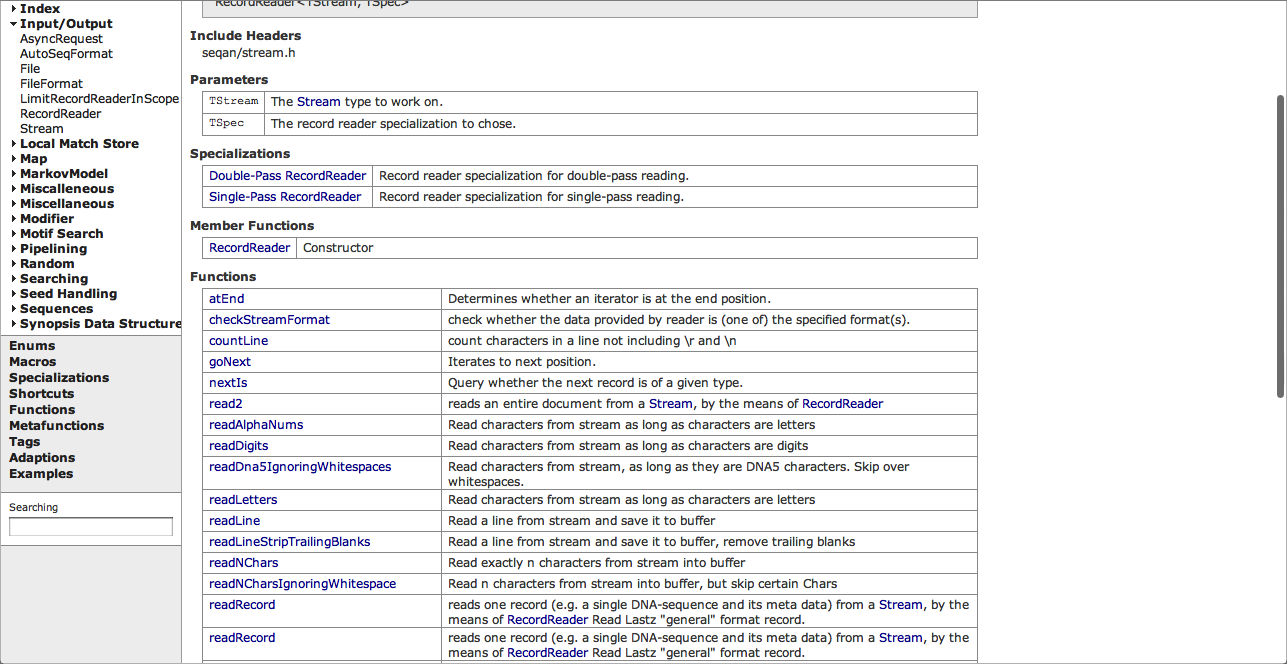 Index
Input/Output
AsyncRequest
AutoSeqFormat
File
FileFormat
LimitRecordReaderInScope
RecordReader
Stream
Local Match Store
Map
MarkovModel
Miscalleneous
Miscellaneous
Modifier
Motif Search
Pipelining
Random
Searching
Seed Handling
Sequences
Synopsis Data Structure
Enums
Macros
Specializations
Shortcuts
Functions
Metafunctions
Tags
Adaptions
Examples
Searching
RecordReader<TStream, TSpec>
Include Headers
seqan/stream.h
Parameters
TStream The Stream type to work on.
TSpec The record reader specialization to chose.
Specializations
Double-Pass RecordReader Record reader specialization for double-pass reading.
Single-Pass RecordReader Record reader specialization for single-pass reading.
Member Functions
RecordReader Constructor
Functions
atEnd Determines whether an iterator is at the end position.
checkStreamFormat check whether the data provided by reader is (one of) the specified format(s).
countLine count characters in a line not including \r and \n
goNext Iterates to next position.
nextIs Query whether the next record is of a given type.
read2 reads an entire document from a Stream, by the means of RecordReader
readAlphaNums Read characters from stream as long as characters are letters
readDigits Read characters from stream as long as characters are digits
readDna5IgnoringWhitespaces Read characters from stream, as long as they are DNA5 characters. Skip over
whitespaces.
readLetters Read characters from stream as long as characters are letters
readLine Read a line from stream and save it to buffer
readLineStripTrailingBlanks Read a line from stream and save it to buffer, remove trailing blanks
readNChars Read exactly n characters from stream into buffer
readNCharsIgnoringWhitespace Read n characters from stream into buffer, but skip certain Chars
readRecord reads one record (e.g. a single DNA-sequence and its meta data) from a Stream, by the
means of RecordReader Read Lastz "general" format record.
readRecord reads one record (e.g. a single DNA-sequence and its meta data) from a Stream, by the
means of RecordReader Read Lastz "general" format record.